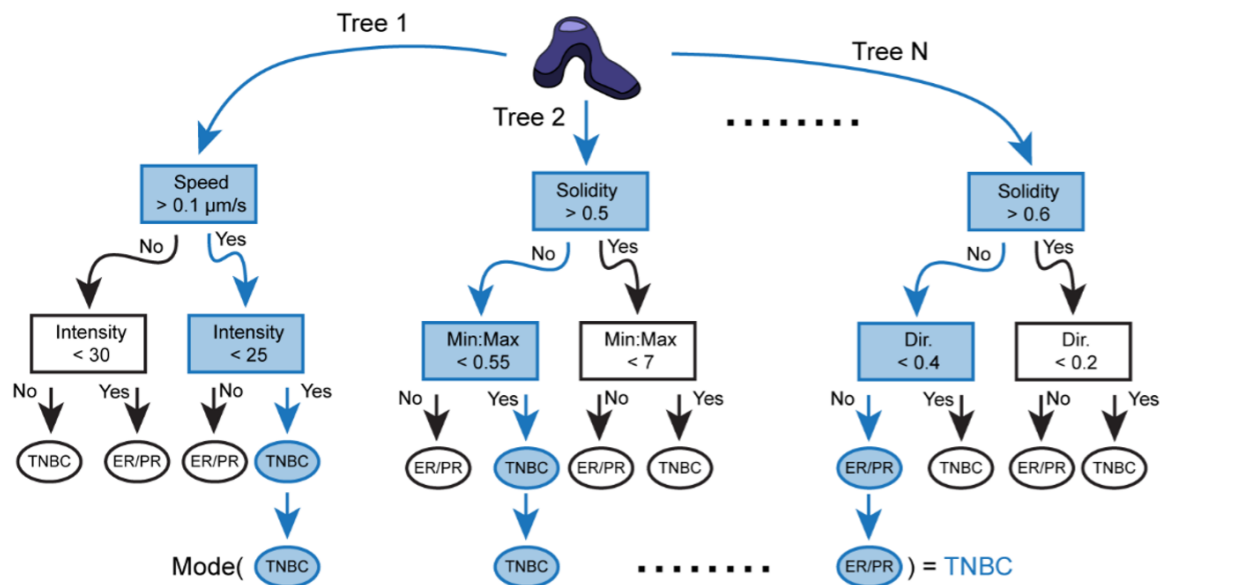 Tree 1
Tree 2
Tree N
........
Speed
> 0.1 µm/s
Solidity
> 0.5
Solidity
> 0.6
No
Yes
No
Yes
No
Yes
Intensity
< 30
Intensity
< 25
Min:Max
< 0.55
Min:Max
< 7
Dir.
< 0.4
Dir.
< 0.2
No
Yes
No
Yes
No
Yes
No
Yes
No
Yes
No
Yes
TNBC
ER/PR
ER/PR
TNBC
ER/PR
TNBC
ER/PR
TNBC
ER/PR
TNBC
ER/PR
TNBC
Mode( TNBC TNBC ........ ER/PR ) = TNBC